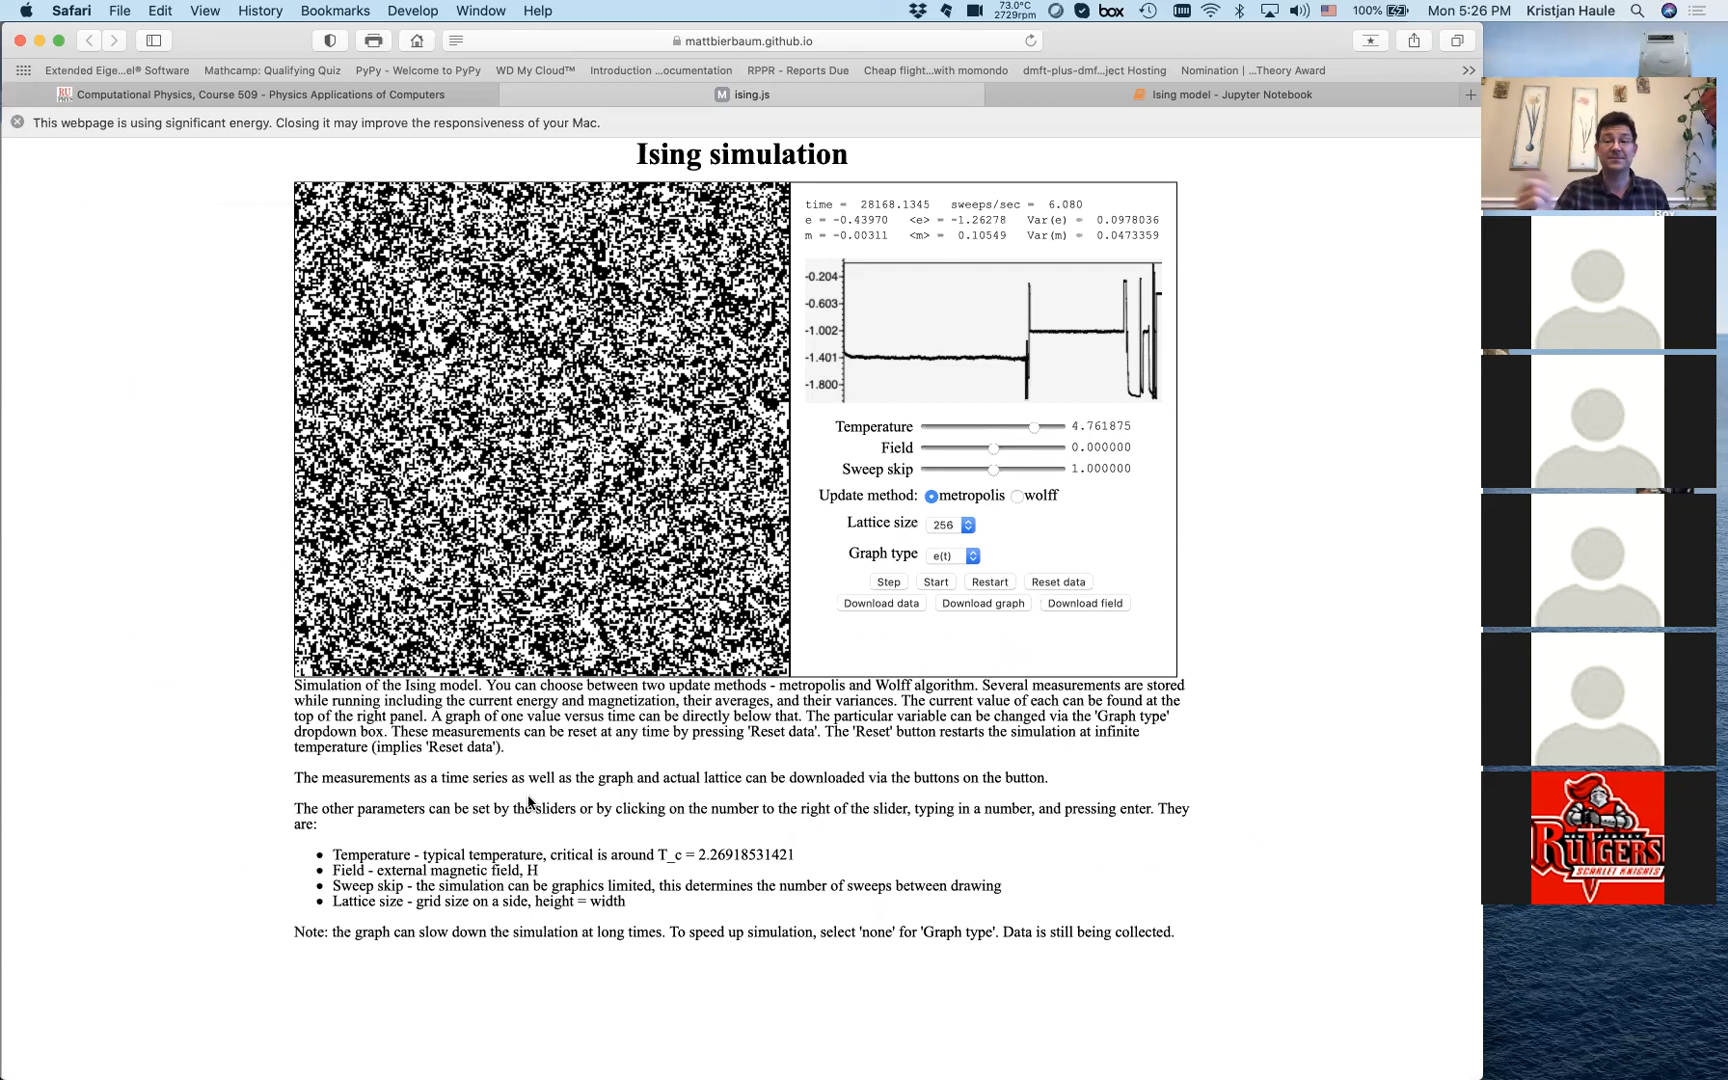 Safari File Edit View History Bookmarks Develop Window Help
73.0°C
2729rpm
box
100%
Mon 5:26 PM Kristjan Haule
mattbierbaum.github.io
Extended Eige...el® Software Mathcamp: Qualifying Quiz PyPy - Welcome to PyPy WD My Cloud™ Introduction ...ocumentation RPPR - Reports Due Cheap flight...with momondo dmft-plus-dmf...ject Hosting Nomination | ...Theory Award
Computational Physics, Course 509 - Physics Applications of Computers
M ising.js
Ising model - Jupyter Notebook
This webpage is using significant energy. Closing it may improve the responsiveness of your Mac.
Ising simulation
time = 28168.1345 sweeps/sec = 6.080
e = -0.43970 <e> = -1.26278 Var(e) = 0.0978036
m = -0.00311 <m> = 0.10549 Var(m) = 0.0473359
-0.204
-0.603
-1.002
-1.401
-1.800
Temperature 4.761875
Field 0.000000
Sweep skip 1.000000
Update method: metropolis wolff
Lattice size 256
Graph type e(t)
Step Start Restart Reset data
Download data Download graph Download field
Simulation of the Ising model. You can choose between two update methods - metropolis and Wolff algorithm. Several measurements are stored
while running including the current energy and magnetization, their averages, and their variances. The current value of each can be found at the
top of the right panel. A graph of one value versus time can be directly below that. The particular variable can be changed via the 'Graph type'
dropdown box. These measurements can be reset at any time by pressing 'Reset data'. The 'Reset' button restarts the simulation at infinite
temperature (implies 'Reset data').
The measurements as a time series as well as the graph and actual lattice can be downloaded via the buttons on the button.
The other parameters can be set by the sliders or by clicking on the number to the right of the slider, typing in a number, and pressing enter. They
are:
• Temperature - typical temperature, critical is around T_c = 2.26918531421
• Field - external magnetic field, H
• Sweep skip - the simulation can be graphics limited, this determines the number of sweeps between drawing
• Lattice size - grid size on a side, height = width
Note: the graph can slow down the simulation at long times. To speed up simulation, select 'none' for 'Graph type'. Data is still being collected.
RUTGERS
SCARLET KNIGHTS